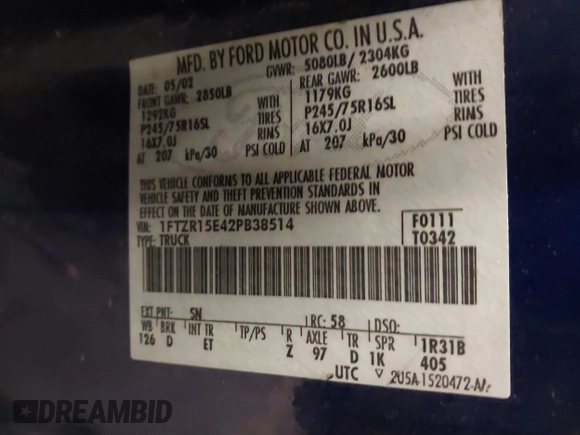 MFD. BY FORD MOTOR CO. IN U.S.A.
DATE: 05/02 GVWR: 5080LB/ 2304KG
FRONT GAWR: 2850LB REAR GAWR: 2600LB
1292KG WITH 1179KG WITH
P245/75R16SL TIRES P245/75R16SL TIRES
16X7.0J RIMS 16X7.0J RIMS
AT 207 kPa/30 PSI COLD AT 207 kPa/30 PSI COLD
THIS VEHICLE CONFORMS TO ALL APPLICABLE FEDERAL MOTOR
VEHICLE SAFETY AND THEFT PREVENTION STANDARDS IN
EFFECT ON THE DATE OF MANUFACTURE SHOWN ABOVE.
VIN: 1FTZR15E42PB38514 F0111
TYPE: TRUCK T0342
EXT PNT: SN RC: 58 DSO:
WB BRK INT TR TP/PS R AXLE TR SPR 1R31B
126 D ET Z 97 D 1K 405
UTC 2U5A-1520472-AA
DREAMBID